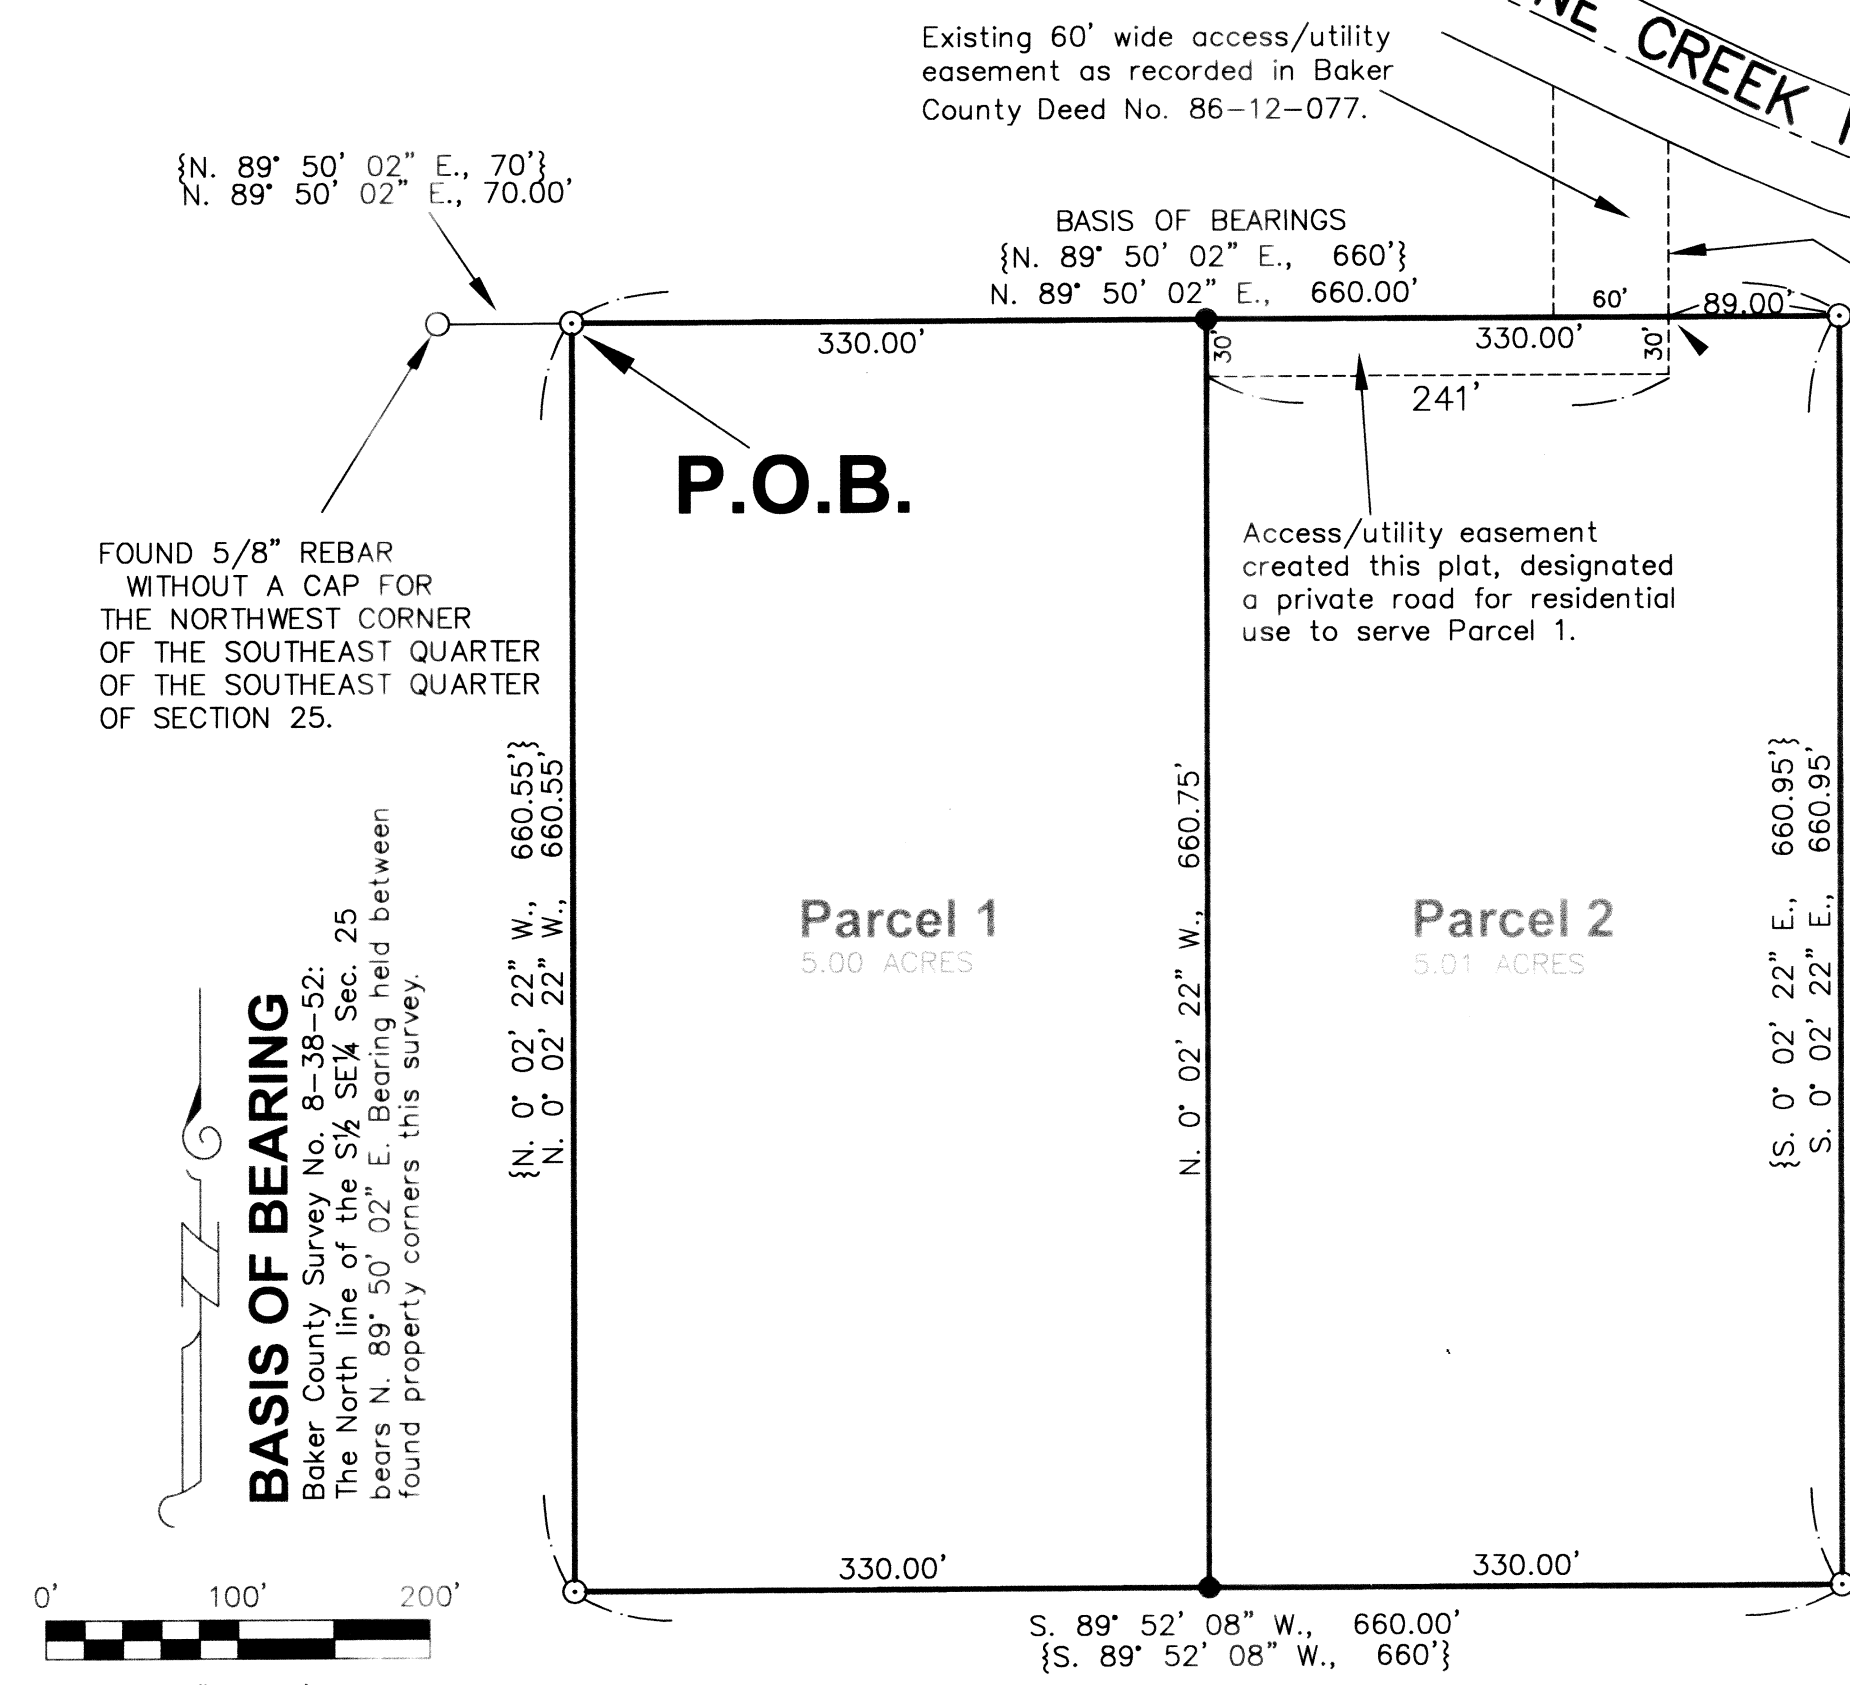 Existing 60' wide access/utility
easement as recorded in Baker
County Deed No. 86-12-077.
CREEK
{N. 89° 50' 02" E., 70'}
N. 89° 50' 02" E., 70.00'
BASIS OF BEARINGS
{N. 89° 50' 02" E., 660'}
N. 89° 50' 02" E., 660.00'
60'
89.00'
330.00'
30'
330.00'
30'
241'
P.O.B.
FOUND 5/8" REBAR
WITHOUT A CAP FOR
THE NORTHWEST CORNER
OF THE SOUTHEAST QUARTER
OF THE SOUTHEAST QUARTER
OF SECTION 25.
Access/utility easement
created this plat, designated
a private road for residential
use to serve Parcel 1.
{N. 0° 02' 22" W., 660.55'}
N. 0° 02' 22" W., 660.55'
N. 0° 02' 22" W., 660.75'
{S. 0° 02' 22" E., 660.95'}
S. 0° 02' 22" E., 660.95'
Parcel 1
5.00 ACRES
Parcel 2
5.01 ACRES
N
BASIS OF BEARING
Baker County Survey No. 8-38-52:
The North line of the S½ SE¼ Sec. 25
bears N. 89° 50' 02" E. Bearing held between
found property corners this survey.
330.00'
330.00'
0' 100' 200'
S. 89° 52' 08" W., 660.00'
{S. 89° 52' 08" W., 660'}